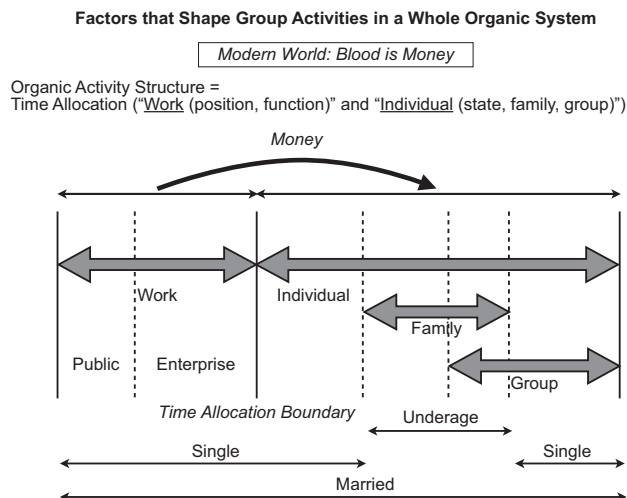 Factors that Shape Group Activities in a Whole Organic System
Modern World: Blood is Money
Organic Activity Structure =
Time Allocation (“Work (position, function)” and “Individual (state, family, group)”)
Money
Work
Individual
Family
Public
Enterprise
Group
Time Allocation Boundary
Underage
Single
Single
Married